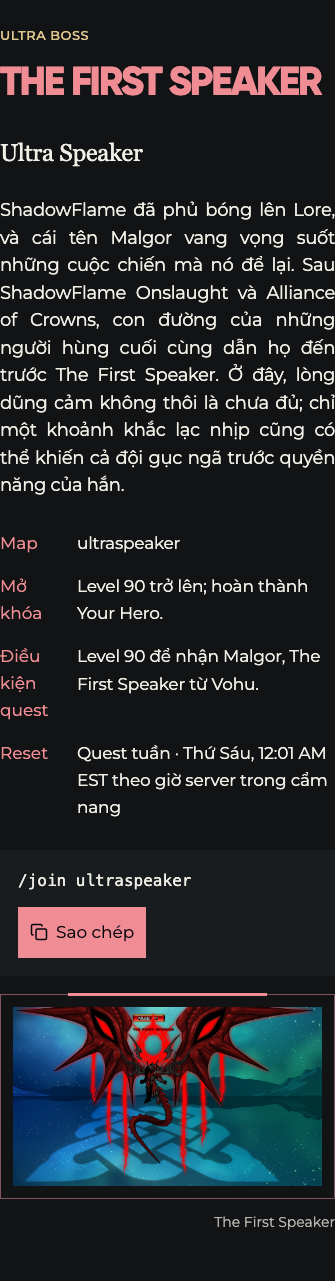 ULTRA BOSS
THE FIRST SPEAKER
Ultra Speaker
ShadowFlame đã phủ bóng lên Lore,
và cái tên Malgor vang vọng suốt
những cuộc chiến mà nó để lại. Sau
ShadowFlame Onslaught và Alliance
of Crowns, con đường của những
người hùng cuối cùng dẫn họ đến
trước The First Speaker. Ở đây, lòng
dũng cảm không thôi là chưa đủ; chỉ
một khoảnh khắc lạc nhịp cũng có
thể khiến cả đội gục ngã trước quyền
năng của hắn.
Map ultraspeaker
Mở khóa Level 90 trở lên; hoàn thành
Your Hero.
Điều kiện quest Level 90 để nhận Malgor, The
First Speaker từ Vohu.
Reset Quest tuần · Thứ Sáu, 12:01 AM
EST theo giờ server trong cẩm
nang
/join ultraspeaker
Sao chép
The First Speaker